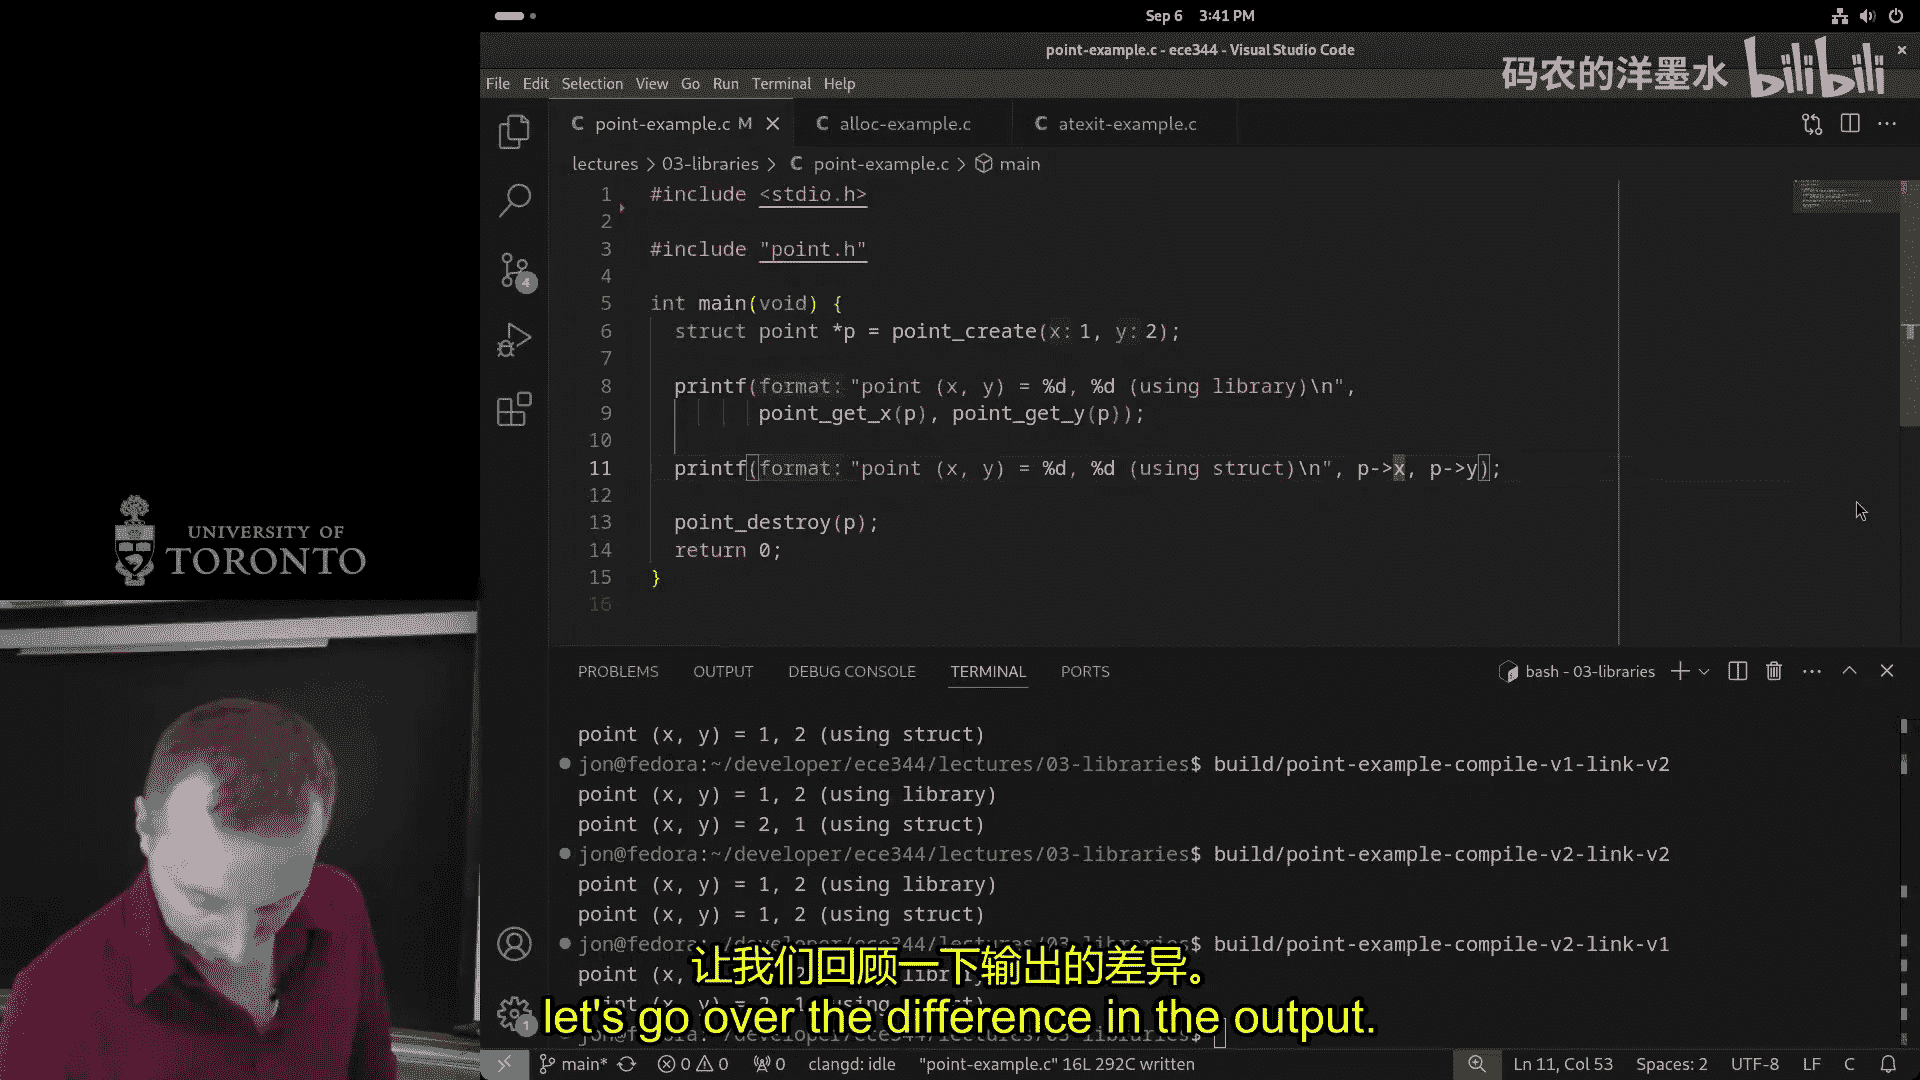 Sep 6 3:41 PM
point-example.c - ece344 - Visual Studio Code
码农的洋墨水 bilibili
File Edit Selection View Go Run Terminal Help
C point-example.c M
C alloc-example.c
C atexit-example.c
lectures > 03-libraries > C point-example.c > main
1 #include <stdio.h>
2
3 #include "point.h"
4
5 int main(void) {
6 struct point *p = point_create(x: 1, y: 2);
7
8 printf(format: "point (x, y) = %d, %d (using library)\n",
9 point_get_x(p), point_get_y(p));
10
11 printf(format: "point (x, y) = %d, %d (using struct)\n", p->x, p->y);
12
13 point_destroy(p);
14 return 0;
15 }
16
4
UNIVERSITY OF
TORONTO
PROBLEMS OUTPUT DEBUG CONSOLE TERMINAL PORTS
bash - 03-libraries
point (x, y) = 1, 2 (using struct)
jon@fedora:~/developer/ece344/lectures/03-libraries$ build/point-example-compile-v1-link-v2
point (x, y) = 1, 2 (using library)
point (x, y) = 2, 1 (using struct)
jon@fedora:~/developer/ece344/lectures/03-libraries$ build/point-example-compile-v2-link-v2
point (x, y) = 1, 2 (using library)
point (x, y) = 1, 2 (using struct)
jon@fedora:~/developer/ece344/lectures/03-libraries$ build/point-example-compile-v2-link-v1
让我们回顾一下输出的差异。
let's go over the difference in the output.
1
main* 0 0 0 clangd: idle "point-example.c" 16L 292C written
Ln 11, Col 53 Spaces: 2 UTF-8 LF C